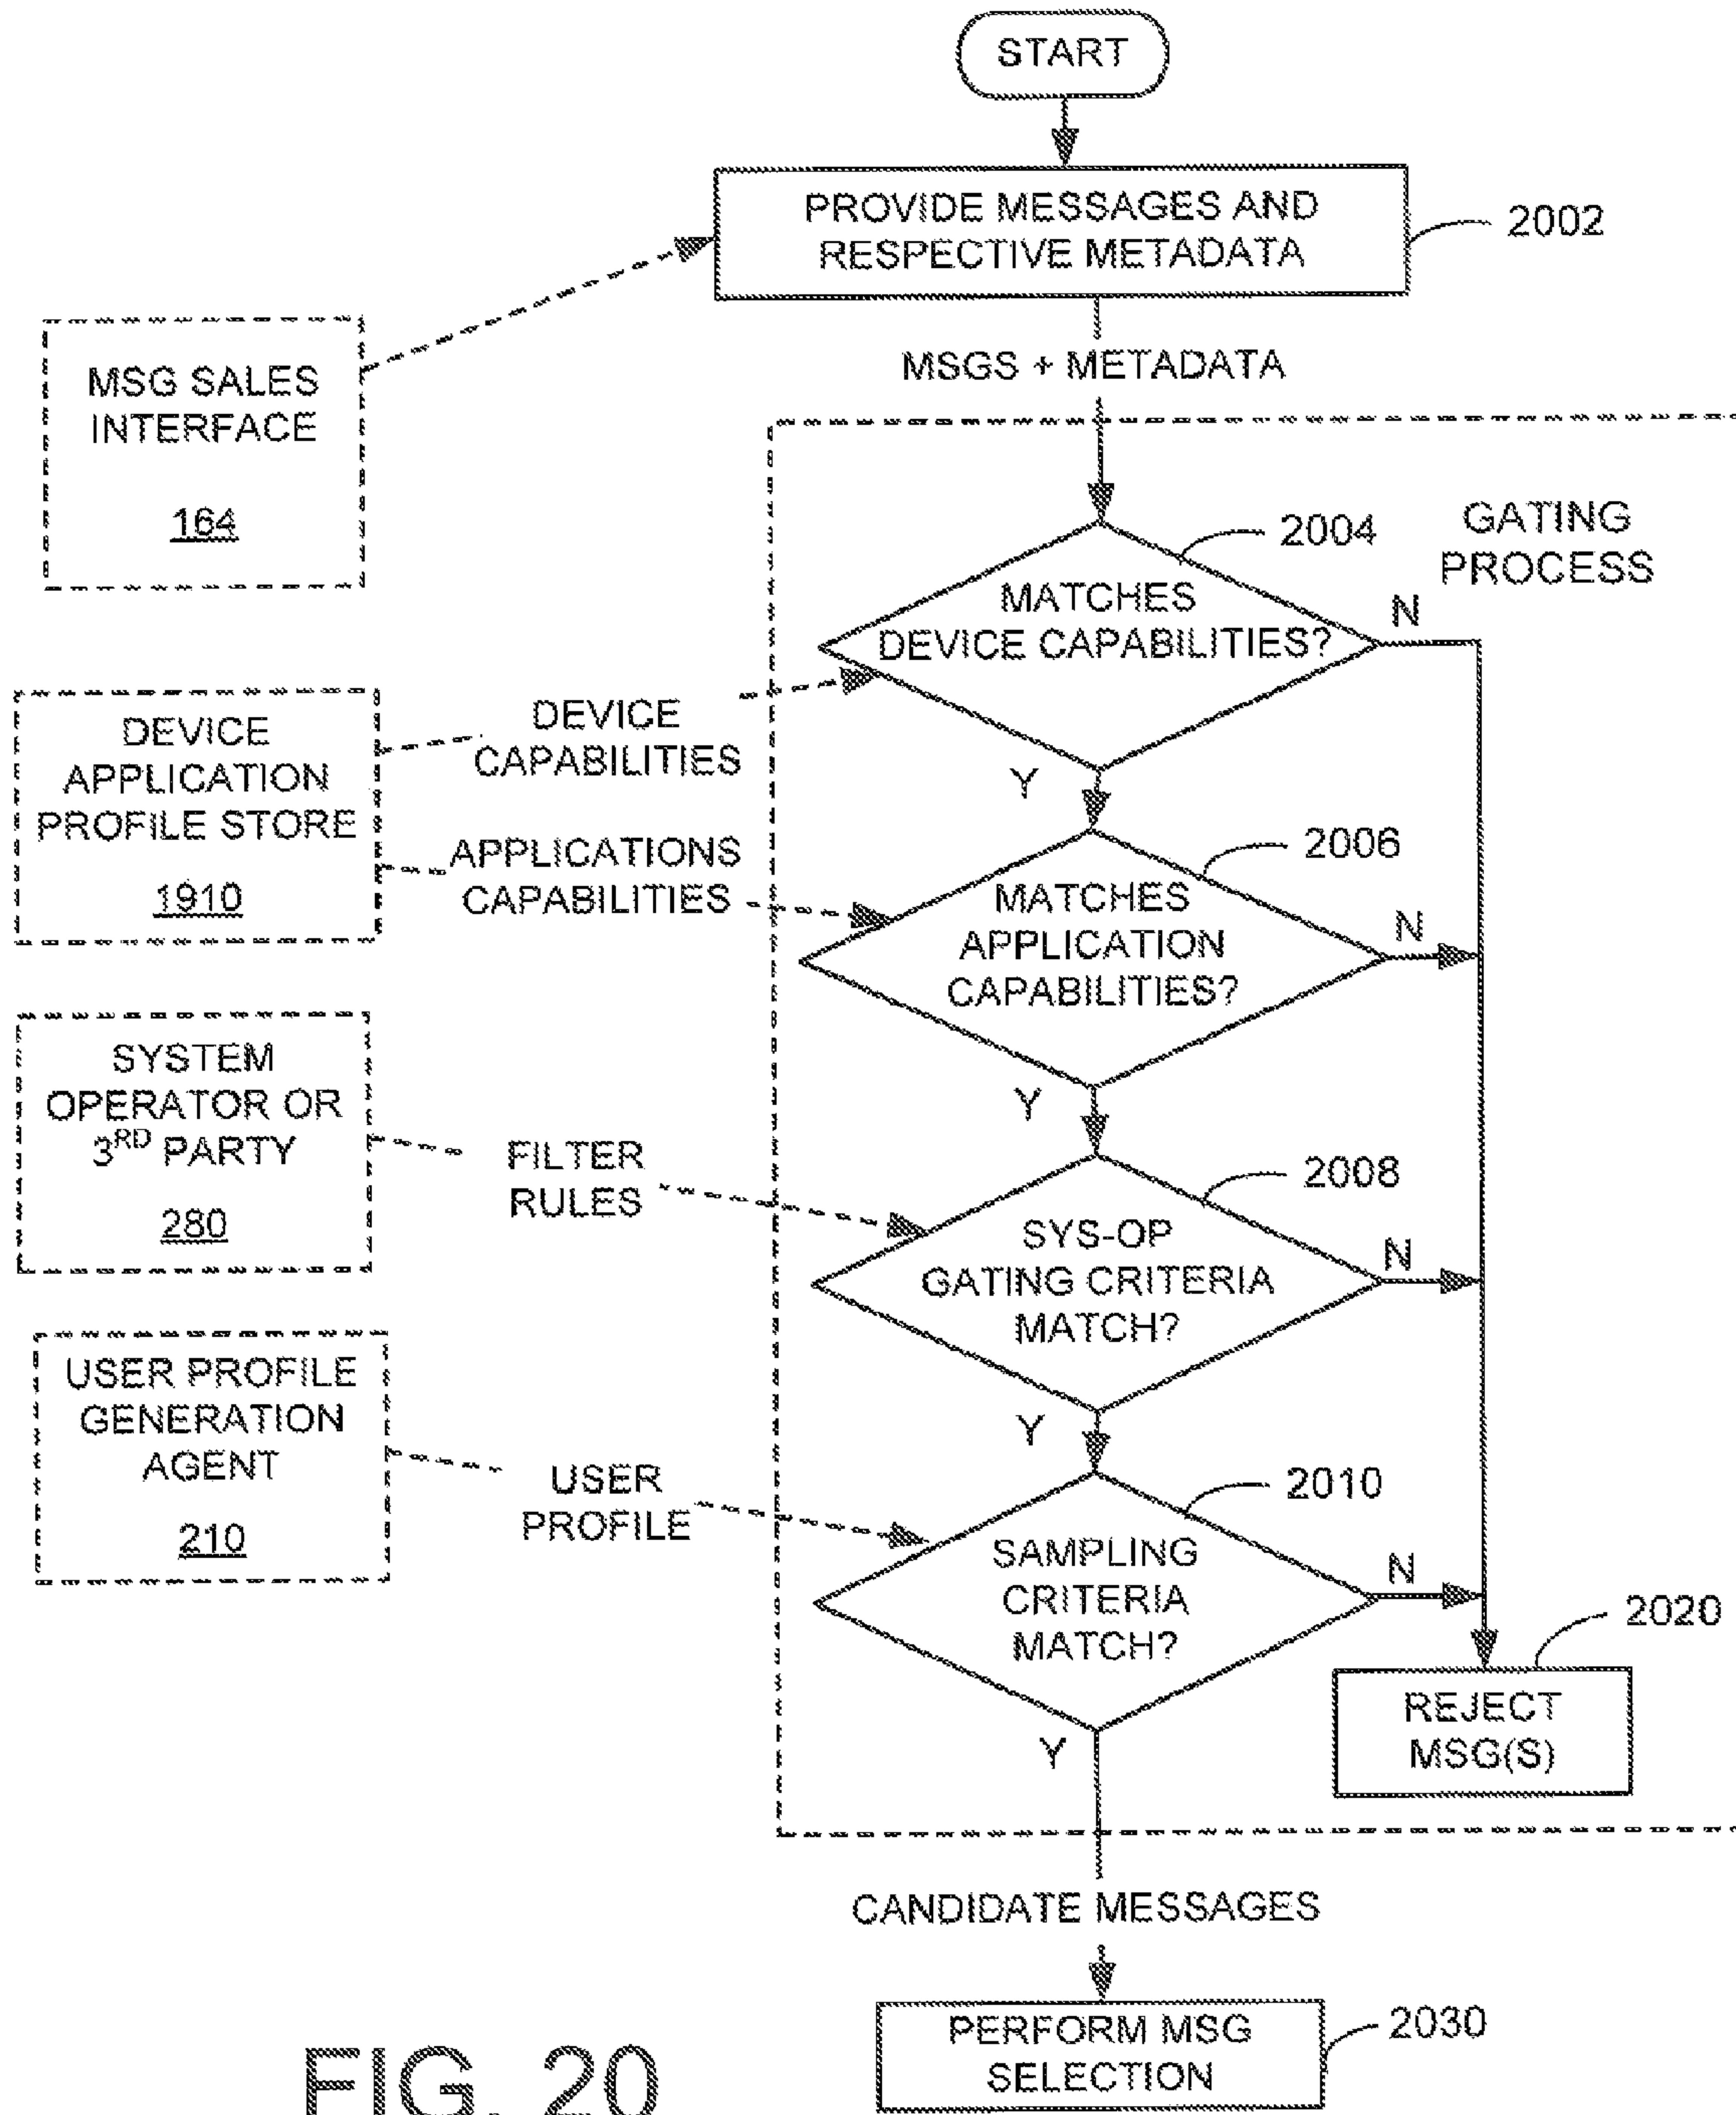 START
PROVIDE MESSAGES AND
RESPECTIVE METADATA
2002
MSGS + METADATA
MSG SALES
INTERFACE
164
GATING
PROCESS
2004
MATCHES
DEVICE CAPABILITIES?
N
Y
DEVICE
APPLICATION
PROFILE STORE
1910
DEVICE
CAPABILITIES
APPLICATIONS
CAPABILITIES
2006
MATCHES
APPLICATION
CAPABILITIES?
N
Y
SYSTEM
OPERATOR OR
3RD PARTY
280
FILTER
RULES
2008
SYS-OP
GATING CRITERIA
MATCH?
N
Y
USER PROFILE
GENERATION
AGENT
210
USER
PROFILE
2010
SAMPLING
CRITERIA
MATCH?
N
Y
2020
REJECT
MSG(S)
CANDIDATE MESSAGES
PERFORM MSG
SELECTION
2030
FIG. 20